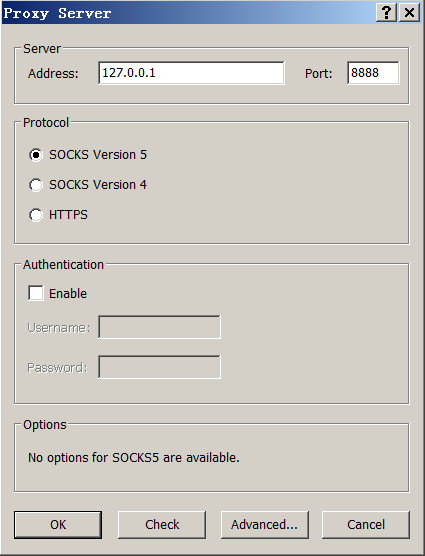 Proxy Server
Server
Address: 127.0.0.1 Port: 8888
Protocol
SOCKS Version 5
SOCKS Version 4
HTTPS
Authentication
Enable
Username:
Password:
Options
No options for SOCKS5 are available.
OK Check Advanced... Cancel